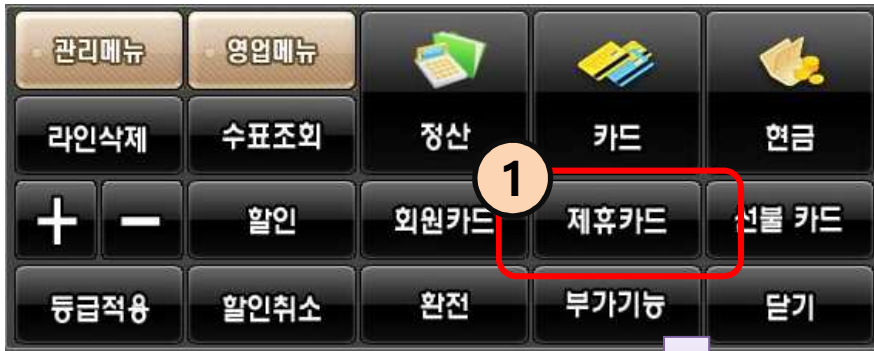 관리메뉴 영업메뉴
라인삭제 수표조회 정산 카드 현금
1
+ - 할인 회원카드 제휴카드 선불 카드
등급적용 할인취소 환전 부가기능 닫기